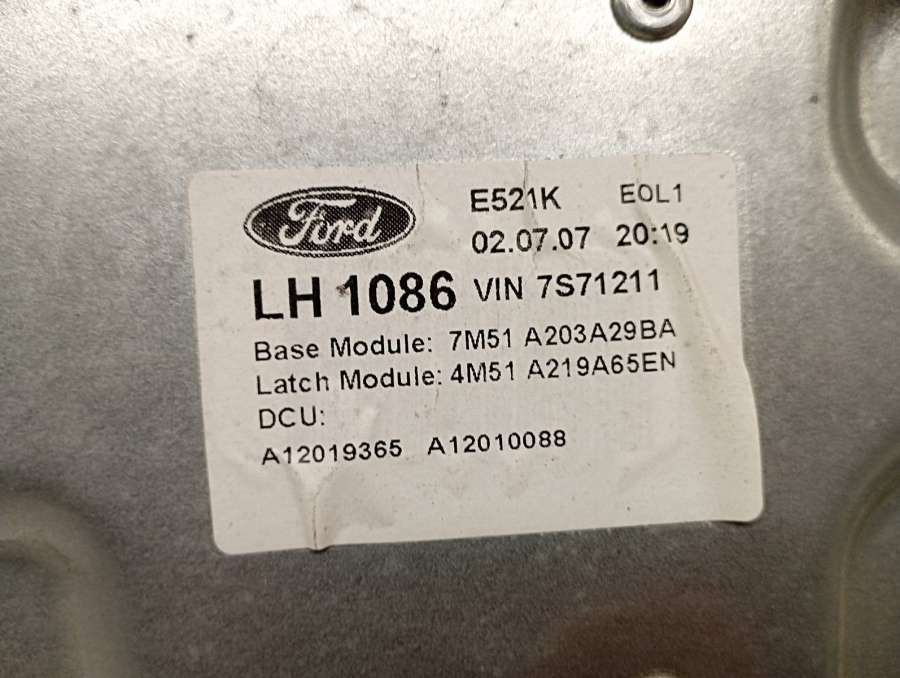 Ford E521K EOL1
02.07.07 20:19
LH 1086 VIN 7S71211
Base Module: 7M51 A203A29BA
Latch Module: 4M51 A219A65EN
DCU:
A12019365 A12010088